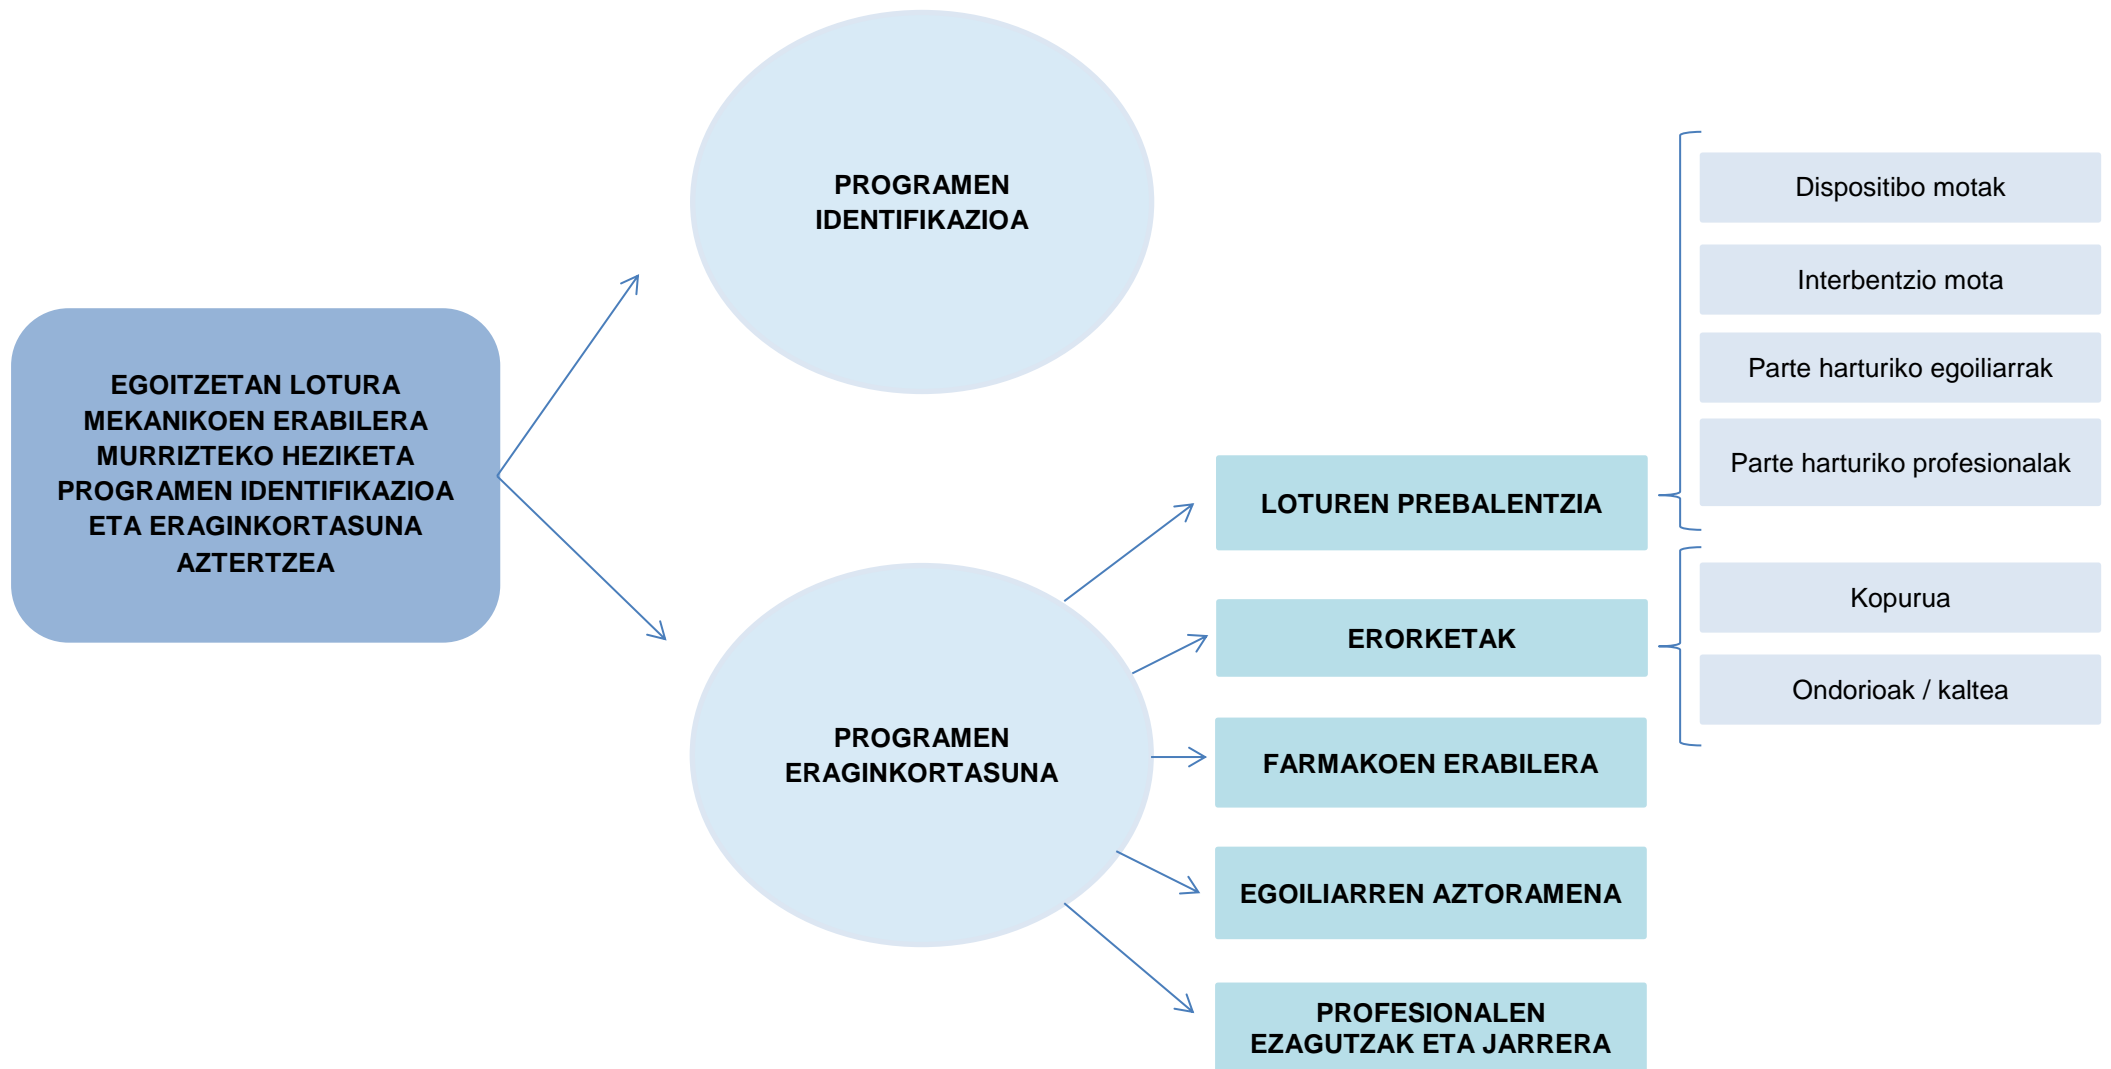 EGOITZETAN LOTURA
MEKANIKOEN ERABILERA
MURRIZTEKO HEZIKETA
PROGRAMEN IDENTIFIKAZIOA
ETA ERAGINKORTASUNA
AZTERTZEA
PROGRAMEN
IDENTIFIKAZIOA
PROGRAMEN
ERAGINKORTASUNA
LOTUREN PREBALENTZIA
ERORKETAK
FARMAKOEN ERABILERA
EGOILIARREN AZTORAMENA
PROFESIONALEN
EZAGUTZAK ETA JARRERA
Dispositibo motak
Interbentzio mota
Parte harturiko egoiliarrak
Parte harturiko profesionalak
Kopurua
Ondorioak / kaltea